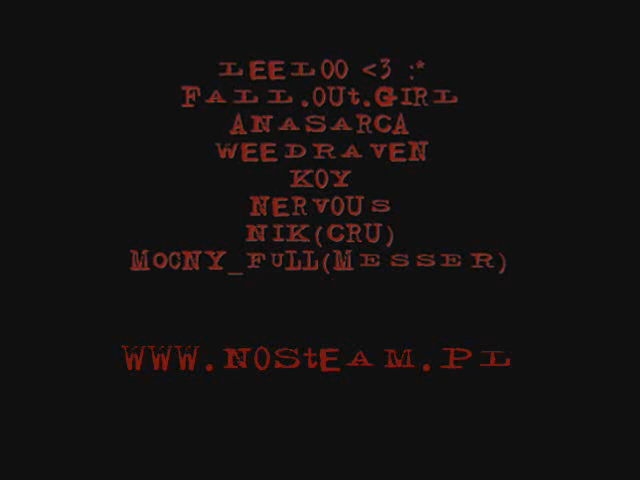 LEELOO <3 :*
FALL.OUt.GIRL
ANASARCA
WEEDRAVEN
KOY
NERVOUS
NIK(CRU)
MOCNY_FULL(MESSER)
WWW.NOStEAM.PL